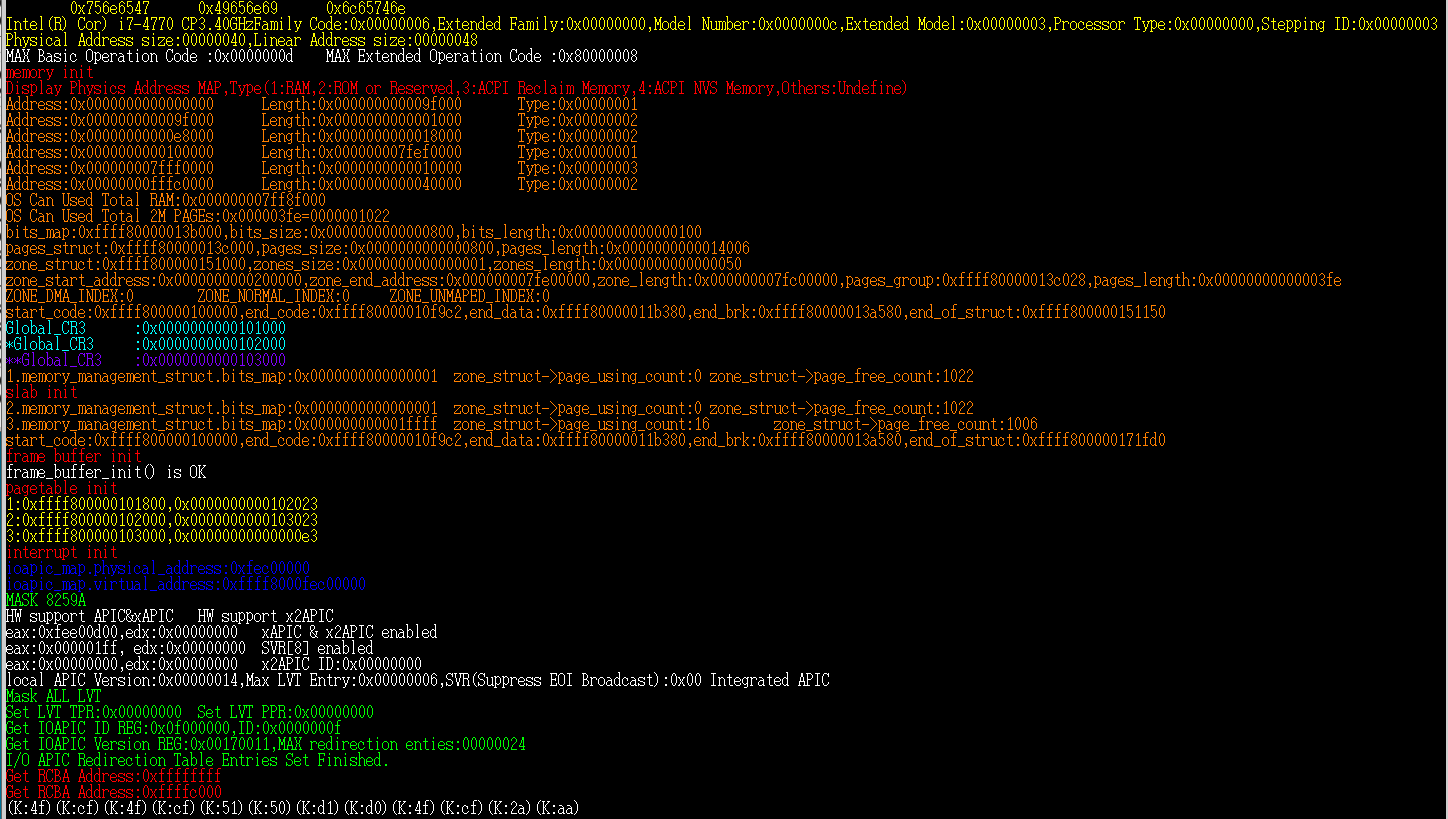 0x756e6547 0x49656e69 0x6c65746e
Intel(R) Cor) i7-4770 CP3.40GHzFamily Code:0x00000006,Extended Family:0x00000000,Model Number:0x0000000c,Extended Model:0x00000003,Processor Type:0x00000000,Stepping ID:0x00000003
Physical Address size:00000040,Linear Address size:00000048
MAX Basic Operation Code :0x0000000d MAX Extended Operation Code :0x80000008
memory init
Display Physics Address MAP,Type(1:RAM,2:ROM or Reserved,3:ACPI Reclaim Memory,4:ACPI NVS Memory,Others:Undefine)
Address:0x0000000000000000 Length:0x000000000009f000 Type:0x00000001
Address:0x000000000009f000 Length:0x0000000000001000 Type:0x00000002
Address:0x00000000000e8000 Length:0x0000000000018000 Type:0x00000002
Address:0x0000000000100000 Length:0x000000007fef0000 Type:0x00000001
Address:0x000000007fff0000 Length:0x0000000000010000 Type:0x00000003
Address:0x00000000fffc0000 Length:0x0000000000040000 Type:0x00000002
OS Can Used Total RAM:0x000000007ff8f000
OS Can Used Total 2M PAGEs:0x000003fe=0000001022
bits_map:0xffff80000013b000,bits_size:0x0000000000000800,bits_length:0x0000000000000100
pages_struct:0xffff80000013c000,pages_size:0x0000000000000800,pages_length:0x0000000000014006
zone_struct:0xffff800000151000,zones_size:0x0000000000000001,zones_length:0x0000000000000050
zone_start_address:0x0000000000200000,zone_end_address:0x000000007fe00000,zone_length:0x000000007fc00000,pages_group:0xffff80000013c028,pages_length:0x00000000000003fe
ZONE_DMA_INDEX:0 ZONE_NORMAL_INDEX:0 ZONE_UNMAPED_INDEX:0
start_code:0xffff800000100000,end_code:0xffff80000010f9c2,end_data:0xffff80000011b380,end_brk:0xffff80000013a580,end_of_struct:0xffff800000151150
Global_CR3 :0x0000000000101000
*Global_CR3 :0x0000000000102000
**Global_CR3 :0x0000000000103000
1.memory_management_struct.bits_map:0x0000000000000001 zone_struct->page_using_count:0 zone_struct->page_free_count:1022
slab init
2.memory_management_struct.bits_map:0x0000000000000001 zone_struct->page_using_count:0 zone_struct->page_free_count:1022
3.memory_management_struct.bits_map:0x000000000001ffff zone_struct->page_using_count:16 zone_struct->page_free_count:1006
start_code:0xffff800000100000,end_code:0xffff80000010f9c2,end_data:0xffff80000011b380,end_brk:0xffff80000013a580,end_of_struct:0xffff800000171fd0
frame buffer init
frame_buffer_init() is OK
pagetable init
1:0xffff800000101800,0x0000000000102023
2:0xffff800000102000,0x0000000000103023
3:0xffff800000103000,0x00000000000000e3
interrupt init
ioapic_map.physical_address:0xfec00000
ioapic_map.virtual_address:0xffff8000fec00000
MASK 8259A
HW support APIC&xAPIC HW support x2APIC
eax:0xfee00d00,edx:0x00000000 xAPIC & x2APIC enabled
eax:0x000001ff, edx:0x00000000 SVR[8] enabled
eax:0x00000000,edx:0x00000000 x2APIC ID:0x00000000
local APIC Version:0x00000014,Max LVT Entry:0x00000006,SVR(Suppress EOI Broadcast):0x00 Integrated APIC
Mask ALL LVT
Set LVT TPR:0x00000000 Set LVT PPR:0x00000000
Get IOAPIC ID REG:0x0f000000,ID:0x0000000f
Get IOAPIC Version REG:0x00170011,MAX redirection enties:00000024
I/O APIC Redirection Table Entries Set Finished.
Get RCBA Address:0xffffffff
Get RCBA Address:0xffffc000
(K:4f)(K:cf)(K:4f)(K:cf)(K:51)(K:50)(K:d1)(K:d0)(K:4f)(K:cf)(K:2a)(K:aa)